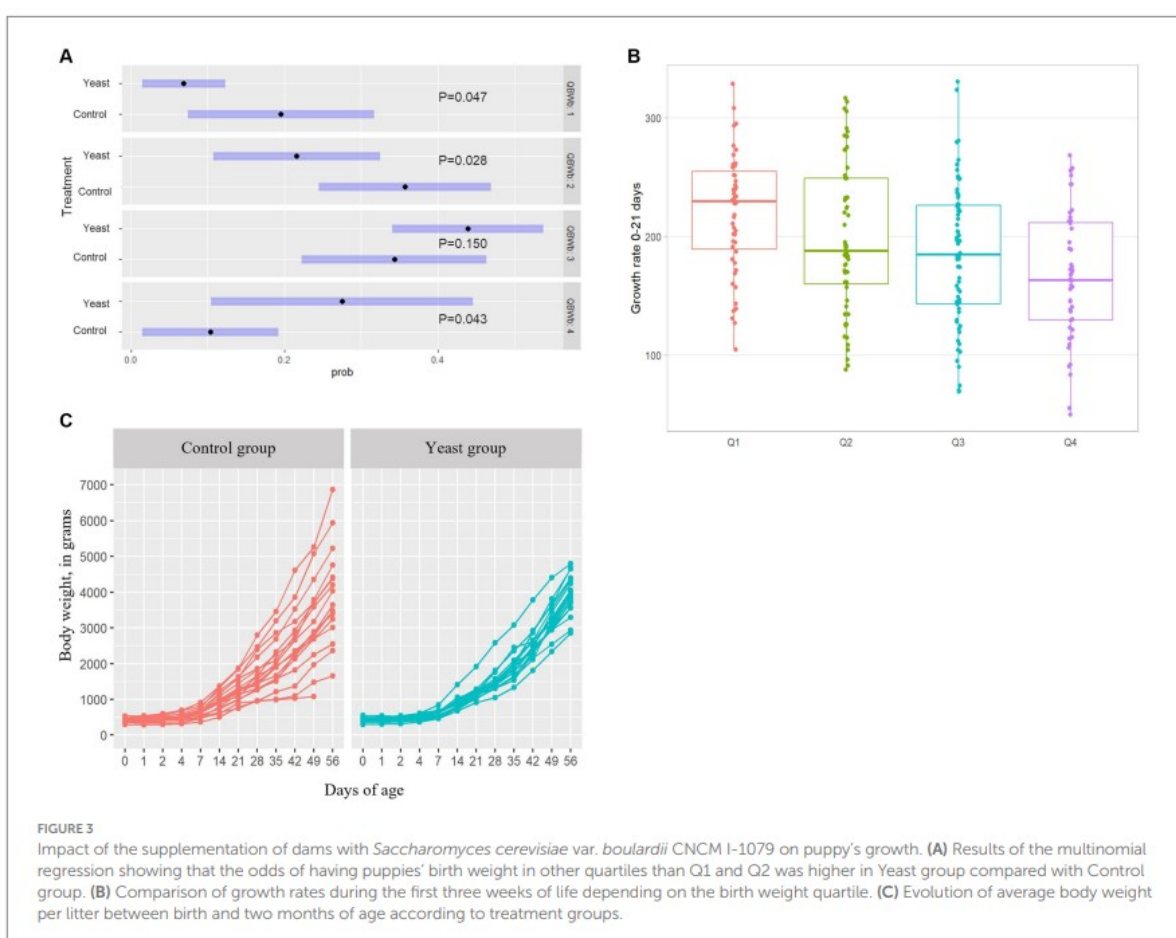 A
Yeast
Control
P=0.047
QBWb: 1
Yeast
Control
P=0.028
QBWb: 2
Yeast
Control
P=0.150
QBWb: 3
Yeast
Control
P=0.043
QBWb: 4
Treatment
0.0 0.2 0.4
prob
B
Growth rate 0-21 days
300
200
100
Q1 Q2 Q3 Q4
C
Control group Yeast group
Body weight, in grams
7000
6000
5000
4000
3000
2000
1000
0
0 1 2 4 7 14 21 28 35 42 49 56 0 1 2 4 7 14 21 28 35 42 49 56
Days of age
FIGURE 3
Impact of the supplementation of dams with Saccharomyces cerevisiae var. boulardii CNCM I-1079 on puppy's growth. (A) Results of the multinomial
regression showing that the odds of having puppies' birth weight in other quartiles than Q1 and Q2 was higher in Yeast group compared with Control
group. (B) Comparison of growth rates during the first three weeks of life depending on the birth weight quartile. (C) Evolution of average body weight
per litter between birth and two months of age according to treatment groups.